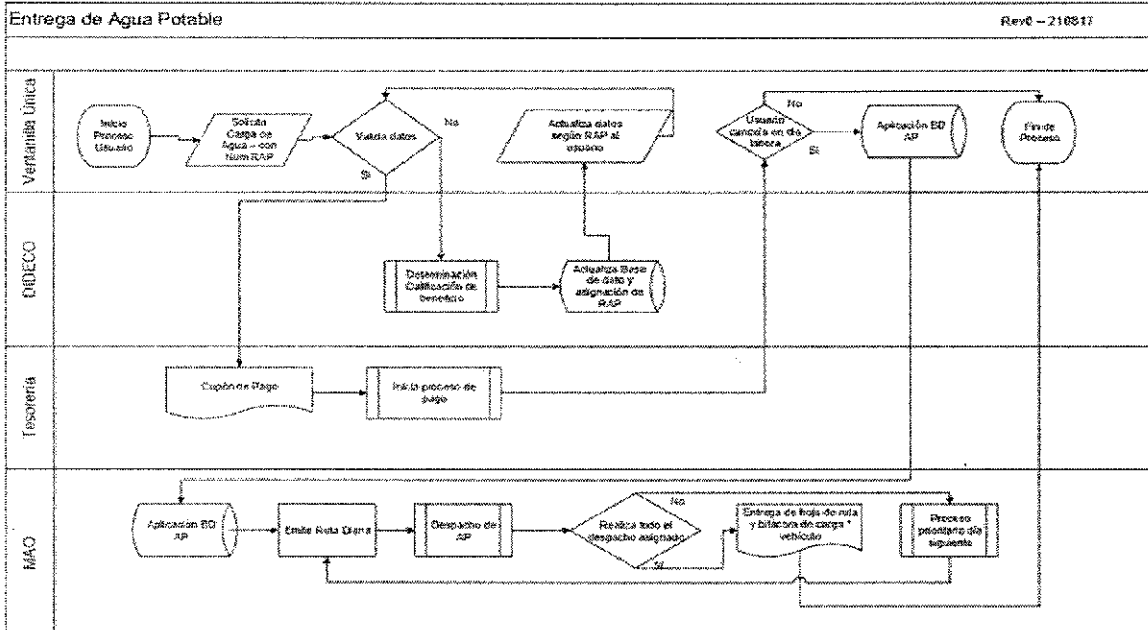 Entrega de Agua Potable
Rev0 – 210817
Ventanilla Única
Inicio
Proceso
Usuario
Solicita
Carga de
Agua – con
Num RAP
Valida datos
No
Si
Actualiza datos
según RAP al
usuario
Usuario
cancela en día
labora
No
Si
Aplicación BD
AP
Fin de
Proceso
DIDECO
Determinación
Calificación de
beneficio
Actualiza Base
de dato y
asignación de
RAP
Tesorería
Cupón de Pago
Inicia proceso de
pago
MAO
Aplicación BD
AP
Emite Ruta Diaria
Despacho de
AP
Realiza todo el
despacho asignado
No
Si
Entrega de hoja de ruta
y bitácora de carga *
vehículo
Proceso
prioritario día
siguiente